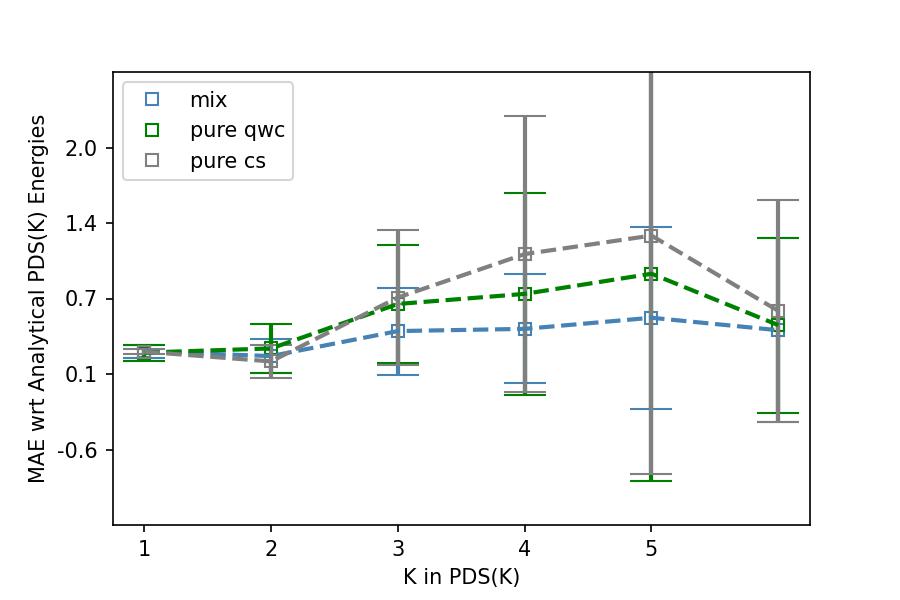 mix
pure qwc
pure cs
MAE wrt Analytical PDS(K) Energies
2.0
1.4
0.7
0.1
-0.6
1 2 3 4 5
K in PDS(K)